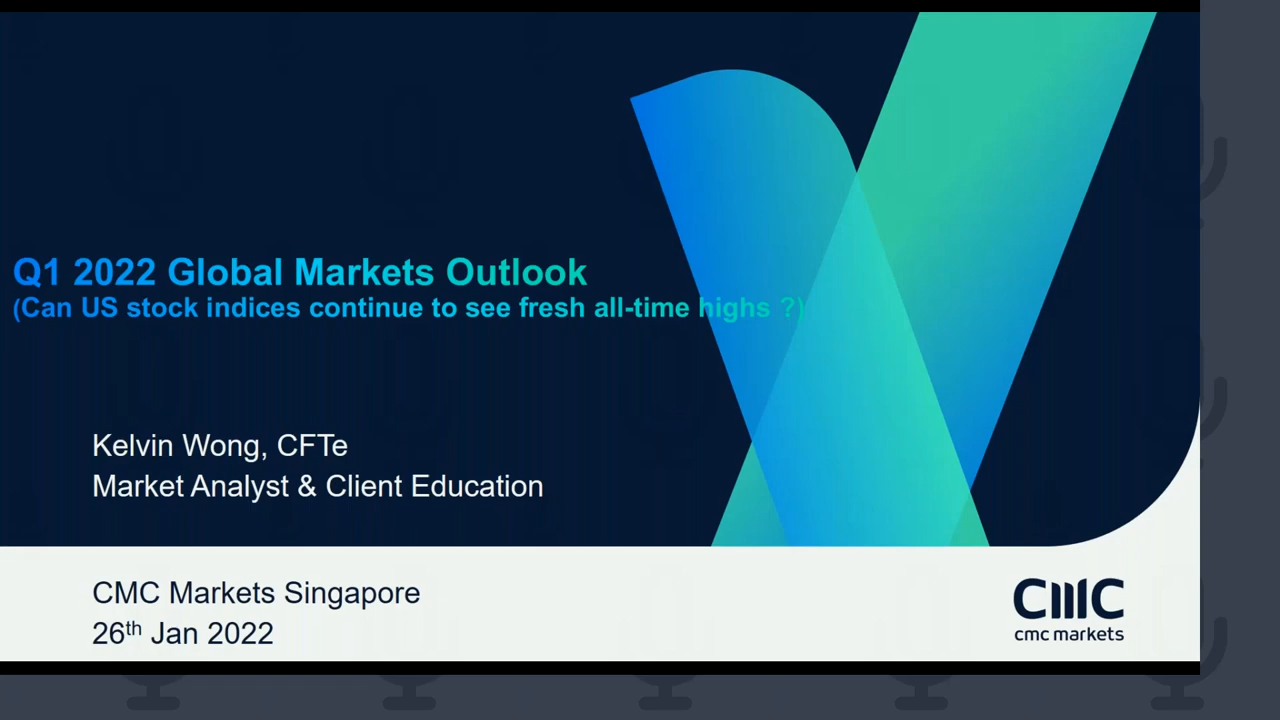 Q1 2022 Global Markets Outlook
(Can US stock indices continue to see fresh all-time highs ?)
Kelvin Wong, CFTe
Market Analyst & Client Education
CMC Markets Singapore
26th Jan 2022
CMC
cmc markets